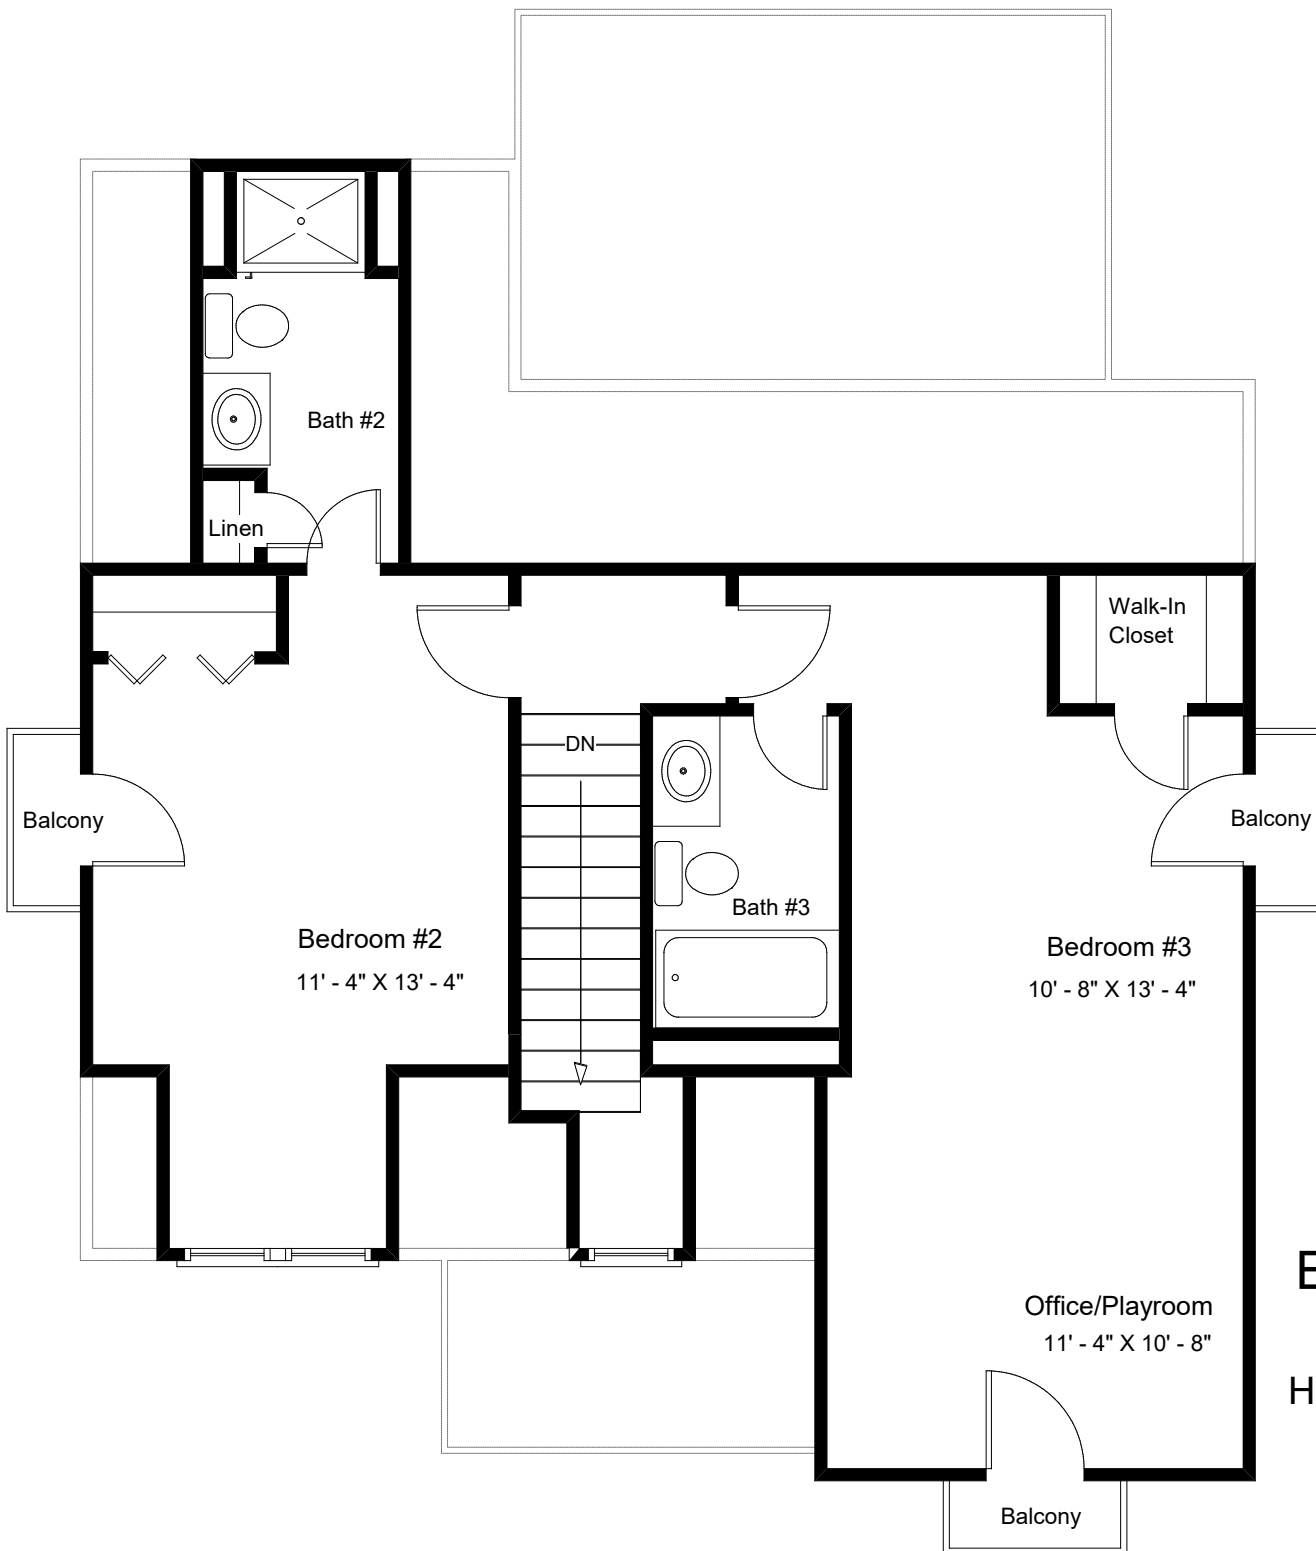 Bath #2
Linen
Walk-In
Closet
DN
Balcony
Balcony
Bath #3
Bedroom #2
11' - 4" X 13' - 4"
Bedroom #3
10' - 8" X 13' - 4"
E
Office/Playroom
11' - 4" X 10' - 8"
H
Balcony